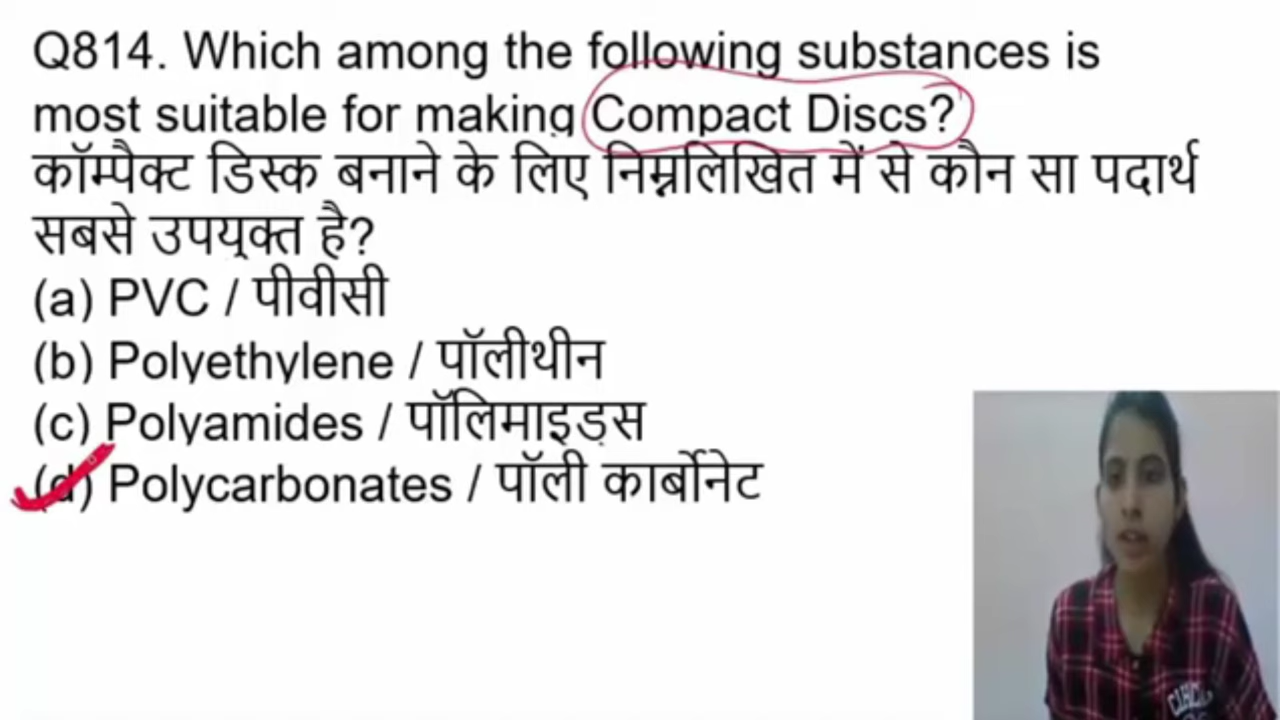 Q814. Which among the following substances is
most suitable for making Compact Discs?
कॉम्पैक्ट डिस्क बनाने के लिए निम्नलिखित में से कौन सा पदार्थ
सबसे उपयुक्त है?
(a) PVC / पीवीसी
(b) Polyethylene / पॉलीथीन
(c) Polyamides / पॉलिमाइड्स
(d) Polycarbonates / पॉली कार्बोनेट